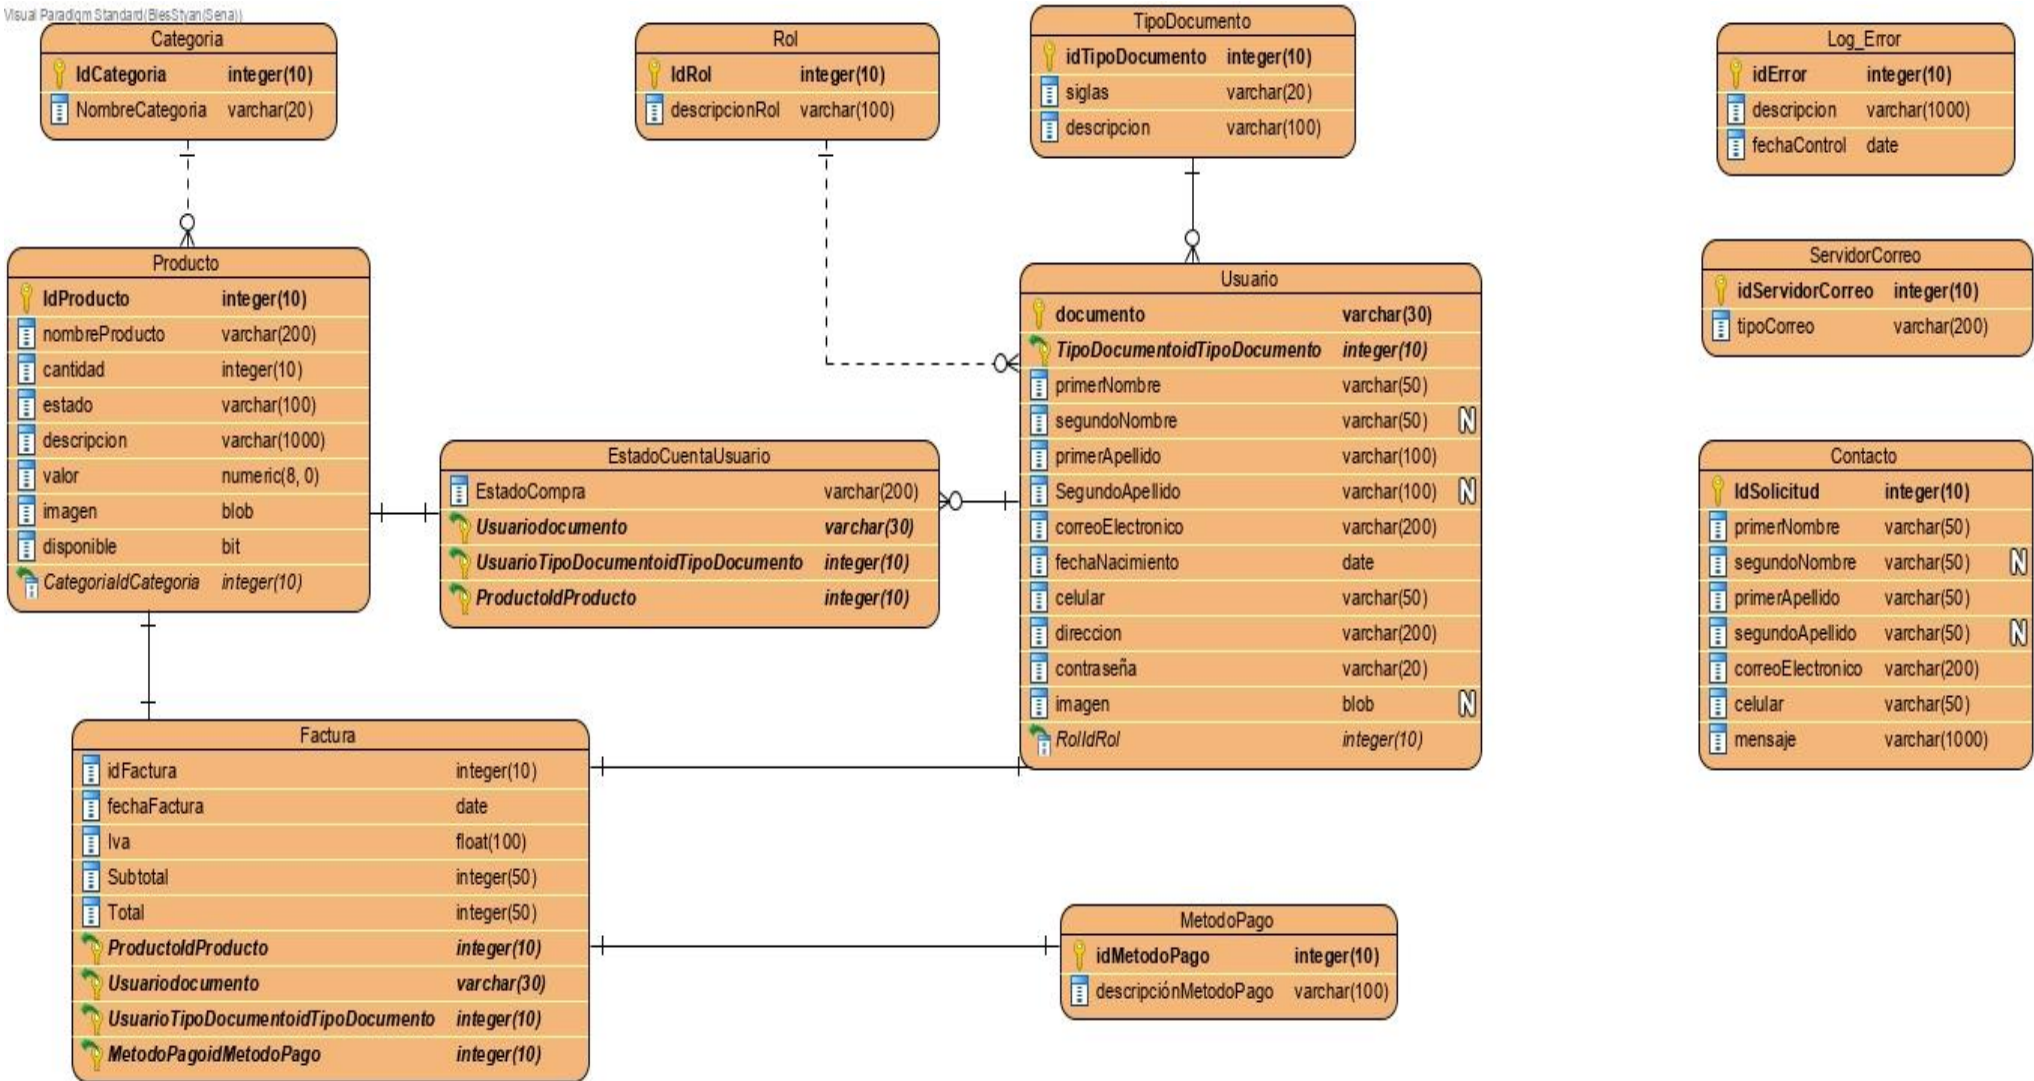 Visual Paradigm Standard(BlesStyan(Sena))
Categoria
IdCategoria integer(10)
NombreCategoria varchar(20)
Rol
IdRol integer(10)
descripcionRol varchar(100)
TipoDocumento
idTipoDocumento integer(10)
siglas varchar(20)
descripcion varchar(100)
Log_Error
idError integer(10)
descripcion varchar(1000)
fechaControl date
Producto
IdProducto integer(10)
nombreProducto varchar(200)
cantidad integer(10)
estado varchar(100)
descripcion varchar(1000)
valor numeric(8, 0)
imagen blob
disponible bit
CategoriaIdCategoria integer(10)
EstadoCuentaUsuario
EstadoCompra varchar(200)
Usuariodocumento varchar(30)
UsuarioTipoDocumentoidTipoDocumento integer(10)
ProductoIdProducto integer(10)
Usuario
documento varchar(30)
TipoDocumentoidTipoDocumento integer(10)
primerNombre varchar(50)
segundoNombre varchar(50) N
primerApellido varchar(100)
SegundoApellido varchar(100) N
correoElectronico varchar(200)
fechaNacimiento date
celular varchar(50)
direccion varchar(200)
contraseña varchar(20)
imagen blob N
RolIdRol integer(10)
ServidorCorreo
idServidorCorreo integer(10)
tipoCorreo varchar(200)
Contacto
IdSolicitud integer(10)
primerNombre varchar(50)
segundoNombre varchar(50) N
primerApellido varchar(50)
segundoApellido varchar(50) N
correoElectronico varchar(200)
celular varchar(50)
mensaje varchar(1000)
Factura
idFactura integer(10)
fechaFactura date
Iva float(100)
Subtotal integer(50)
Total integer(50)
ProductoIdProducto integer(10)
Usuariodocumento varchar(30)
UsuarioTipoDocumentoidTipoDocumento integer(10)
MetodoPagoidMetodoPago integer(10)
MetodoPago
idMetodoPago integer(10)
descripciónMetodoPago varchar(100)